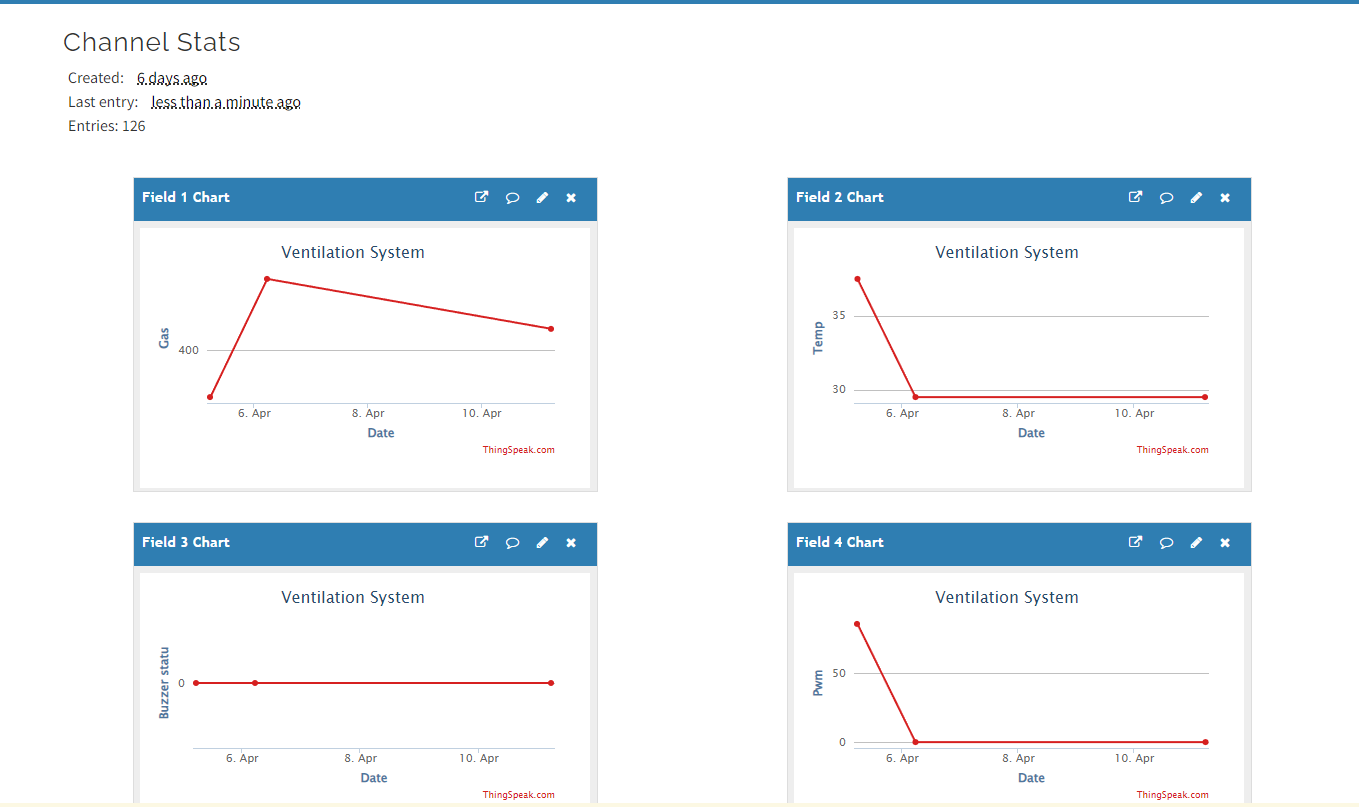 Channel Stats
Created: 6 days ago
Last entry: less than a minute ago
Entries: 126
Field 1 Chart
Ventilation System
Gas
400
6. Apr 8. Apr 10. Apr
Date
ThingSpeak.com
Field 2 Chart
Ventilation System
Temp
35
30
6. Apr 8. Apr 10. Apr
Date
ThingSpeak.com
Field 3 Chart
Ventilation System
Buzzer statu
0
6. Apr 8. Apr 10. Apr
Date
ThingSpeak.com
Field 4 Chart
Ventilation System
Pwm
50
0
6. Apr 8. Apr 10. Apr
Date
ThingSpeak.com